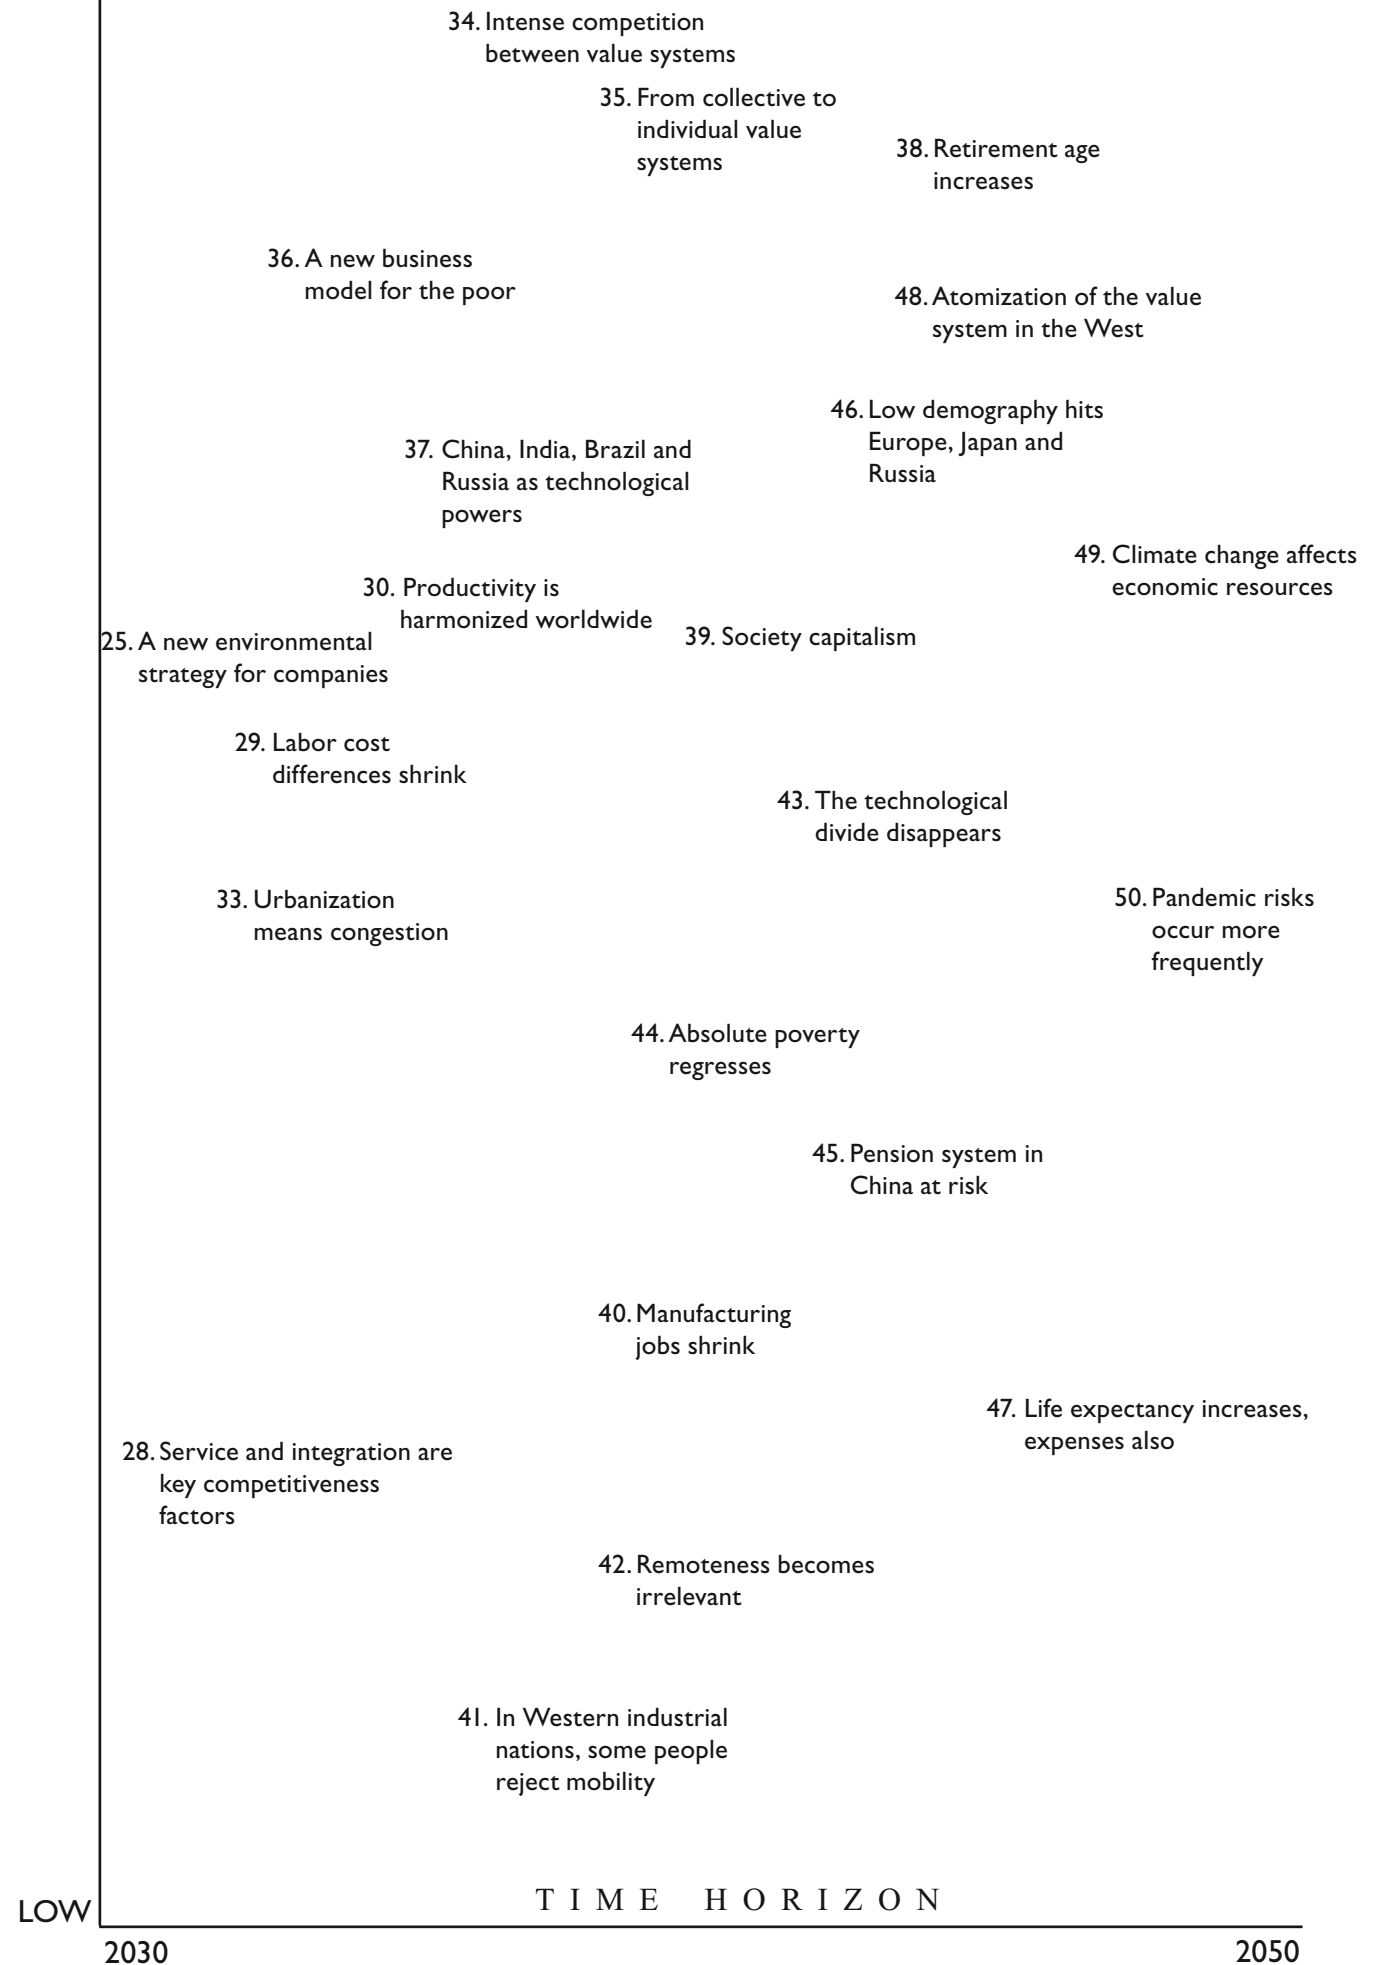 34. Intense competition
between value systems
35. From collective to
individual value
systems
38. Retirement age
increases
36. A new business
model for the poor
48. Atomization of the value
system in the West
46. Low demography hits
Europe, Japan and
Russia
37. China, India, Brazil and
Russia as technological
powers
49. Climate change affects
economic resources
30. Productivity is
harmonized worldwide
25. A new environmental
strategy for companies
39. Society capitalism
29. Labor cost
differences shrink
43. The technological
divide disappears
33. Urbanization
means congestion
50. Pandemic risks
occur more
frequently
44. Absolute poverty
regresses
45. Pension system in
China at risk
40. Manufacturing
jobs shrink
47. Life expectancy increases,
expenses also
28. Service and integration are
key competitiveness
factors
42. Remoteness becomes
irrelevant
41. In Western industrial
nations, some people
reject mobility
TIME HORIZON
LOW
2030
2050